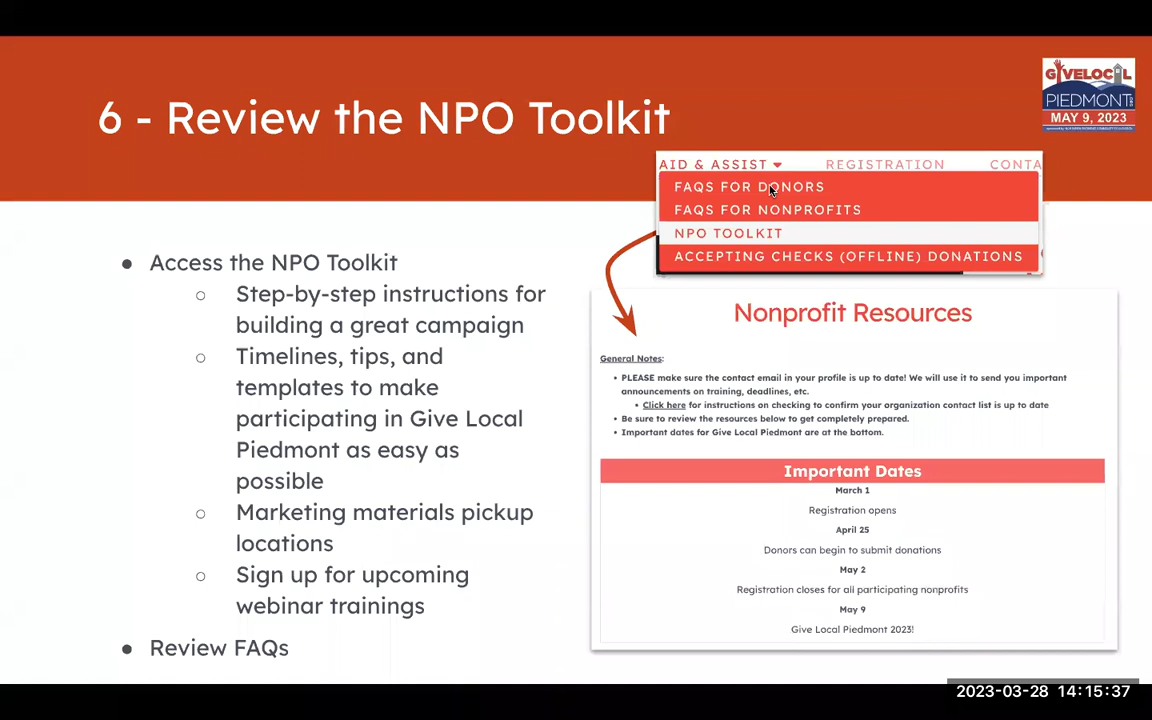 6 - Review the NPO Toolkit
GIVELOCAL
PIEDMONT
MAY 9, 2023
AID & ASSIST
REGISTRATION
CONTA
FAQS FOR DONORS
FAQS FOR NONPROFITS
NPO TOOLKIT
ACCEPTING CHECKS (OFFLINE) DONATIONS
● Access the NPO Toolkit
○ Step-by-step instructions for
building a great campaign
○ Timelines, tips, and
templates to make
participating in Give Local
Piedmont as easy as
possible
○ Marketing materials pickup
locations
○ Sign up for upcoming
webinar trainings
● Review FAQs
Nonprofit Resources
General Notes:
• PLEASE make sure the contact email in your profile is up to date! We will use it to send you important
announcements on training, deadlines, etc.
• Click here for instructions on checking to confirm your organization contact list is up to date
• Be sure to review the resources below to get completely prepared.
• Important dates for Give Local Piedmont are at the bottom.
Important Dates
March 1
Registration opens
April 25
Donors can begin to submit donations
May 2
Registration closes for all participating nonprofits
May 9
Give Local Piedmont 2023!
2023-03-28 14:15:37